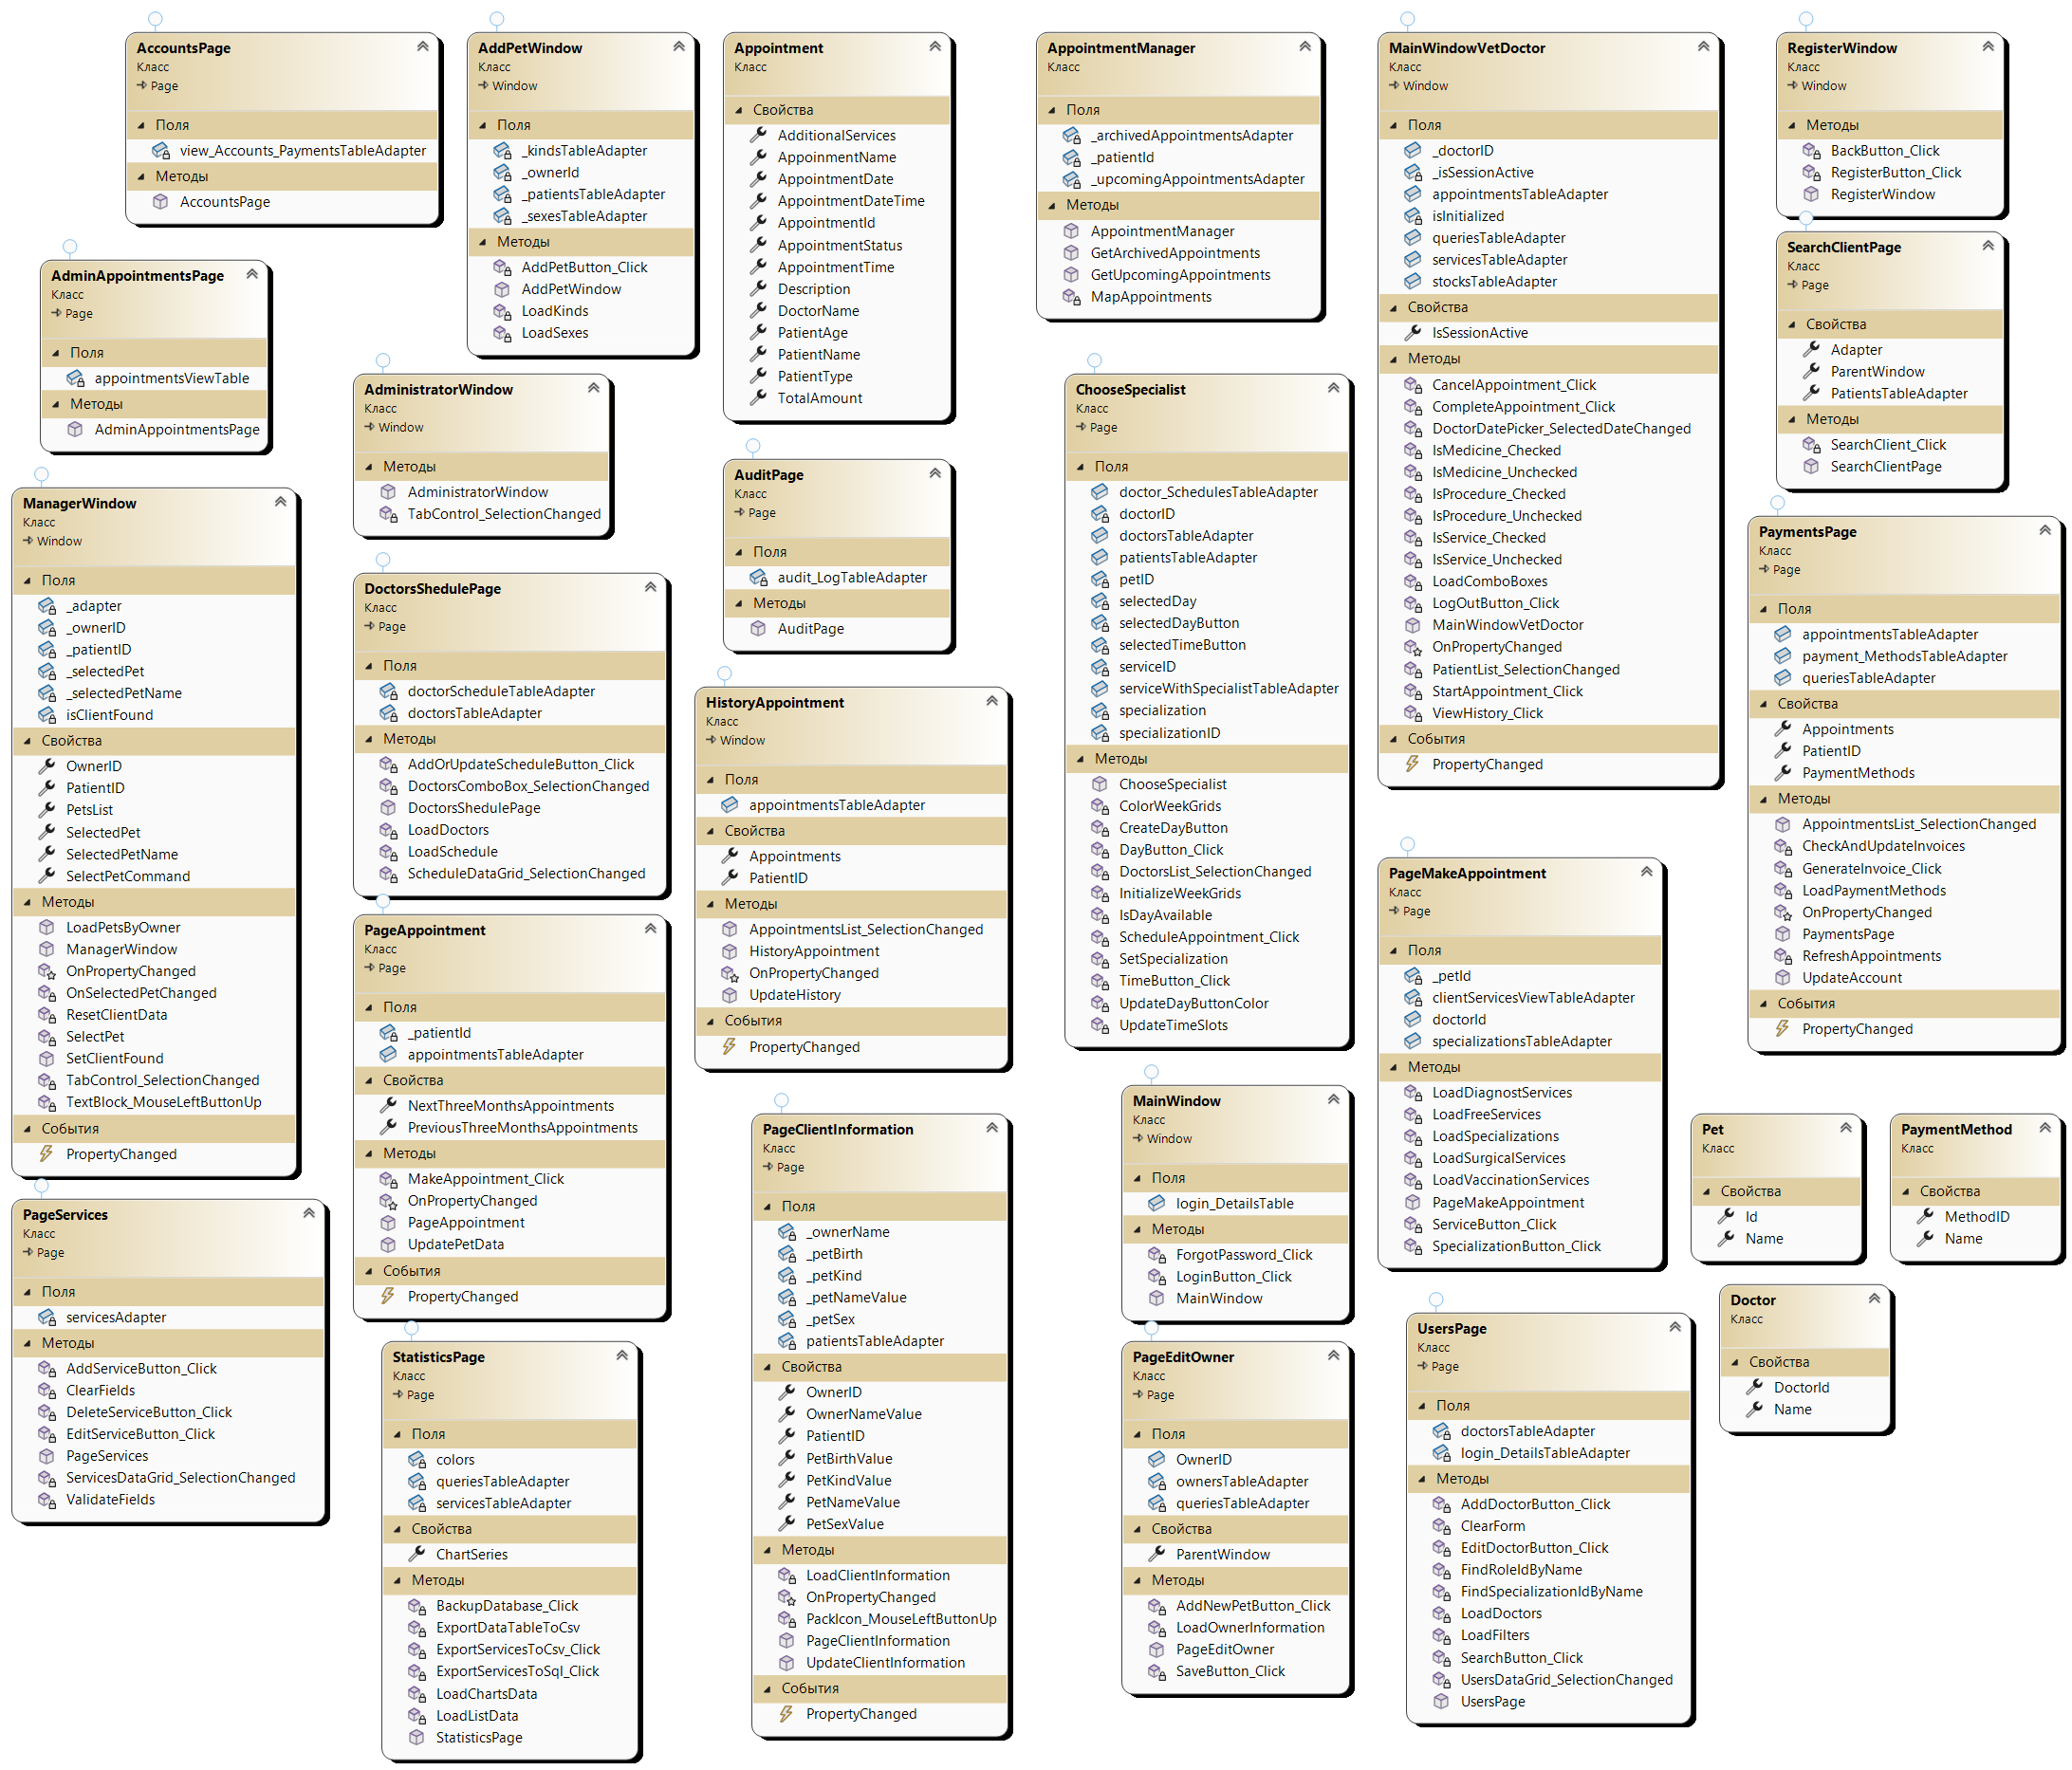 AccountsPage
Класс
Page
Поля
view_Accounts_PaymentsTableAdapter
Методы
AccountsPage
AdminAppointmentsPage
Класс
Page
Поля
appointmentsViewTable
Методы
AdminAppointmentsPage
ManagerWindow
Класс
Window
Поля
_adapter
_ownerID
_patientID
_selectedPet
_selectedPetName
isClientFound
Свойства
OwnerID
PatientID
PetsList
SelectedPet
SelectedPetName
SelectPetCommand
Методы
LoadPetsByOwner
ManagerWindow
OnPropertyChanged
OnSelectedPetChanged
ResetClientData
SelectPet
SetClientFound
TabControl_SelectionChanged
TextBlock_MouseLeftButtonUp
События
PropertyChanged
PageServices
Класс
Page
Поля
servicesAdapter
Методы
AddServiceButton_Click
ClearFields
DeleteServiceButton_Click
EditServiceButton_Click
PageServices
ServicesDataGrid_SelectionChanged
ValidateFields
AddPetWindow
Класс
Window
Поля
_kindsTableAdapter
_ownerId
_patientsTableAdapter
_sexesTableAdapter
Методы
AddPetButton_Click
AddPetWindow
LoadKinds
LoadSexes
AdministratorWindow
Класс
Window
Методы
AdministratorWindow
TabControl_SelectionChanged
DoctorsShedulePage
Класс
Page
Поля
doctorScheduleTableAdapter
doctorsTableAdapter
Методы
AddOrUpdateScheduleButton_Click
DoctorsComboBox_SelectionChanged
DoctorsShedulePage
LoadDoctors
LoadSchedule
ScheduleDataGrid_SelectionChanged
PageAppointment
Класс
Page
Поля
_patientId
appointmentsTableAdapter
Свойства
NextThreeMonthsAppointments
PreviousThreeMonthsAppointments
Методы
MakeAppointment_Click
OnPropertyChanged
PageAppointment
UpdatePetData
События
PropertyChanged
StatisticsPage
Класс
Page
Поля
colors
queriesTableAdapter
servicesTableAdapter
Свойства
ChartSeries
Методы
BackupDatabase_Click
ExportDataTableToCsv
ExportServicesToCsv_Click
ExportServicesToSql_Click
LoadChartsData
LoadListData
StatisticsPage
Appointment
Класс
Свойства
AdditionalServices
AppoinmentName
AppointmentDate
AppointmentDateTime
AppointmentId
AppointmentStatus
AppointmentTime
Description
DoctorName
PatientAge
PatientName
PatientType
TotalAmount
AuditPage
Класс
Page
Поля
audit_LogTableAdapter
Методы
AuditPage
HistoryAppointment
Класс
Window
Поля
appointmentsTableAdapter
Свойства
Appointments
PatientID
Методы
AppointmentsList_SelectionChanged
HistoryAppointment
OnPropertyChanged
UpdateHistory
События
PropertyChanged
PageClientInformation
Класс
Page
Поля
_ownerName
_petBirth
_petKind
_petNameValue
_petSex
patientsTableAdapter
Свойства
OwnerID
OwnerNameValue
PatientID
PetBirthValue
PetKindValue
PetNameValue
PetSexValue
Методы
LoadClientInformation
OnPropertyChanged
PackIcon_MouseLeftButtonUp
PageClientInformation
UpdateClientInformation
События
PropertyChanged
AppointmentManager
Класс
Поля
_archivedAppointmentsAdapter
_patientId
_upcomingAppointmentsAdapter
Методы
AppointmentManager
GetArchivedAppointments
GetUpcomingAppointments
MapAppointments
ChooseSpecialist
Класс
Page
Поля
doctor_SchedulesTableAdapter
doctorID
doctorsTableAdapter
patientsTableAdapter
petID
selectedDay
selectedDayButton
selectedTimeButton
serviceID
serviceWithSpecialistTableAdapter
specialization
specializationID
Методы
ChooseSpecialist
ColorWeekGrids
CreateDayButton
DayButton_Click
DoctorsList_SelectionChanged
InitializeWeekGrids
IsDayAvailable
ScheduleAppointment_Click
SetSpecialization
TimeButton_Click
UpdateDayButtonColor
UpdateTimeSlots
MainWindow
Класс
Window
Поля
login_DetailsTable
Методы
ForgotPassword_Click
LoginButton_Click
MainWindow
PageEditOwner
Класс
Page
Поля
OwnerID
ownersTableAdapter
queriesTableAdapter
Свойства
ParentWindow
Методы
AddNewPetButton_Click
LoadOwnerInformation
PageEditOwner
SaveButton_Click
MainWindowVetDoctor
Класс
Window
Поля
_doctorID
_isSessionActive
appointmentsTableAdapter
isInitialized
queriesTableAdapter
servicesTableAdapter
stocksTableAdapter
Свойства
IsSessionActive
Методы
CancelAppointment_Click
CompleteAppointment_Click
DoctorDatePicker_SelectedDateChanged
IsMedicine_Checked
IsMedicine_Unchecked
IsProcedure_Checked
IsProcedure_Unchecked
IsService_Checked
IsService_Unchecked
LoadComboBoxes
LogOutButton_Click
MainWindowVetDoctor
OnPropertyChanged
PatientList_SelectionChanged
StartAppointment_Click
ViewHistory_Click
События
PropertyChanged
PageMakeAppointment
Класс
Page
Поля
_petId
clientServicesViewTableAdapter
doctorId
specializationsTableAdapter
Методы
LoadDiagnostServices
LoadFreeServices
LoadSpecializations
LoadSurgicalServices
LoadVaccinationServices
PageMakeAppointment
ServiceButton_Click
SpecializationButton_Click
UsersPage
Класс
Page
Поля
doctorsTableAdapter
login_DetailsTableAdapter
Методы
AddDoctorButton_Click
ClearForm
EditDoctorButton_Click
FindRoleIdByName
FindSpecializationIdByName
LoadDoctors
LoadFilters
SearchButton_Click
UsersDataGrid_SelectionChanged
UsersPage
RegisterWindow
Класс
Window
Методы
BackButton_Click
RegisterButton_Click
RegisterWindow
SearchClientPage
Класс
Page
Свойства
Adapter
ParentWindow
PatientsTableAdapter
Методы
SearchClient_Click
SearchClientPage
PaymentsPage
Класс
Page
Поля
appointmentsTableAdapter
payment_MethodsTableAdapter
queriesTableAdapter
Свойства
Appointments
PatientID
PaymentMethods
Методы
AppointmentsList_SelectionChanged
CheckAndUpdateInvoices
GenerateInvoice_Click
LoadPaymentMethods
OnPropertyChanged
PaymentsPage
RefreshAppointments
UpdateAccount
События
PropertyChanged
Pet
Класс
Свойства
Id
Name
PaymentMethod
Класс
Свойства
MethodID
Name
Doctor
Класс
Свойства
DoctorId
Name